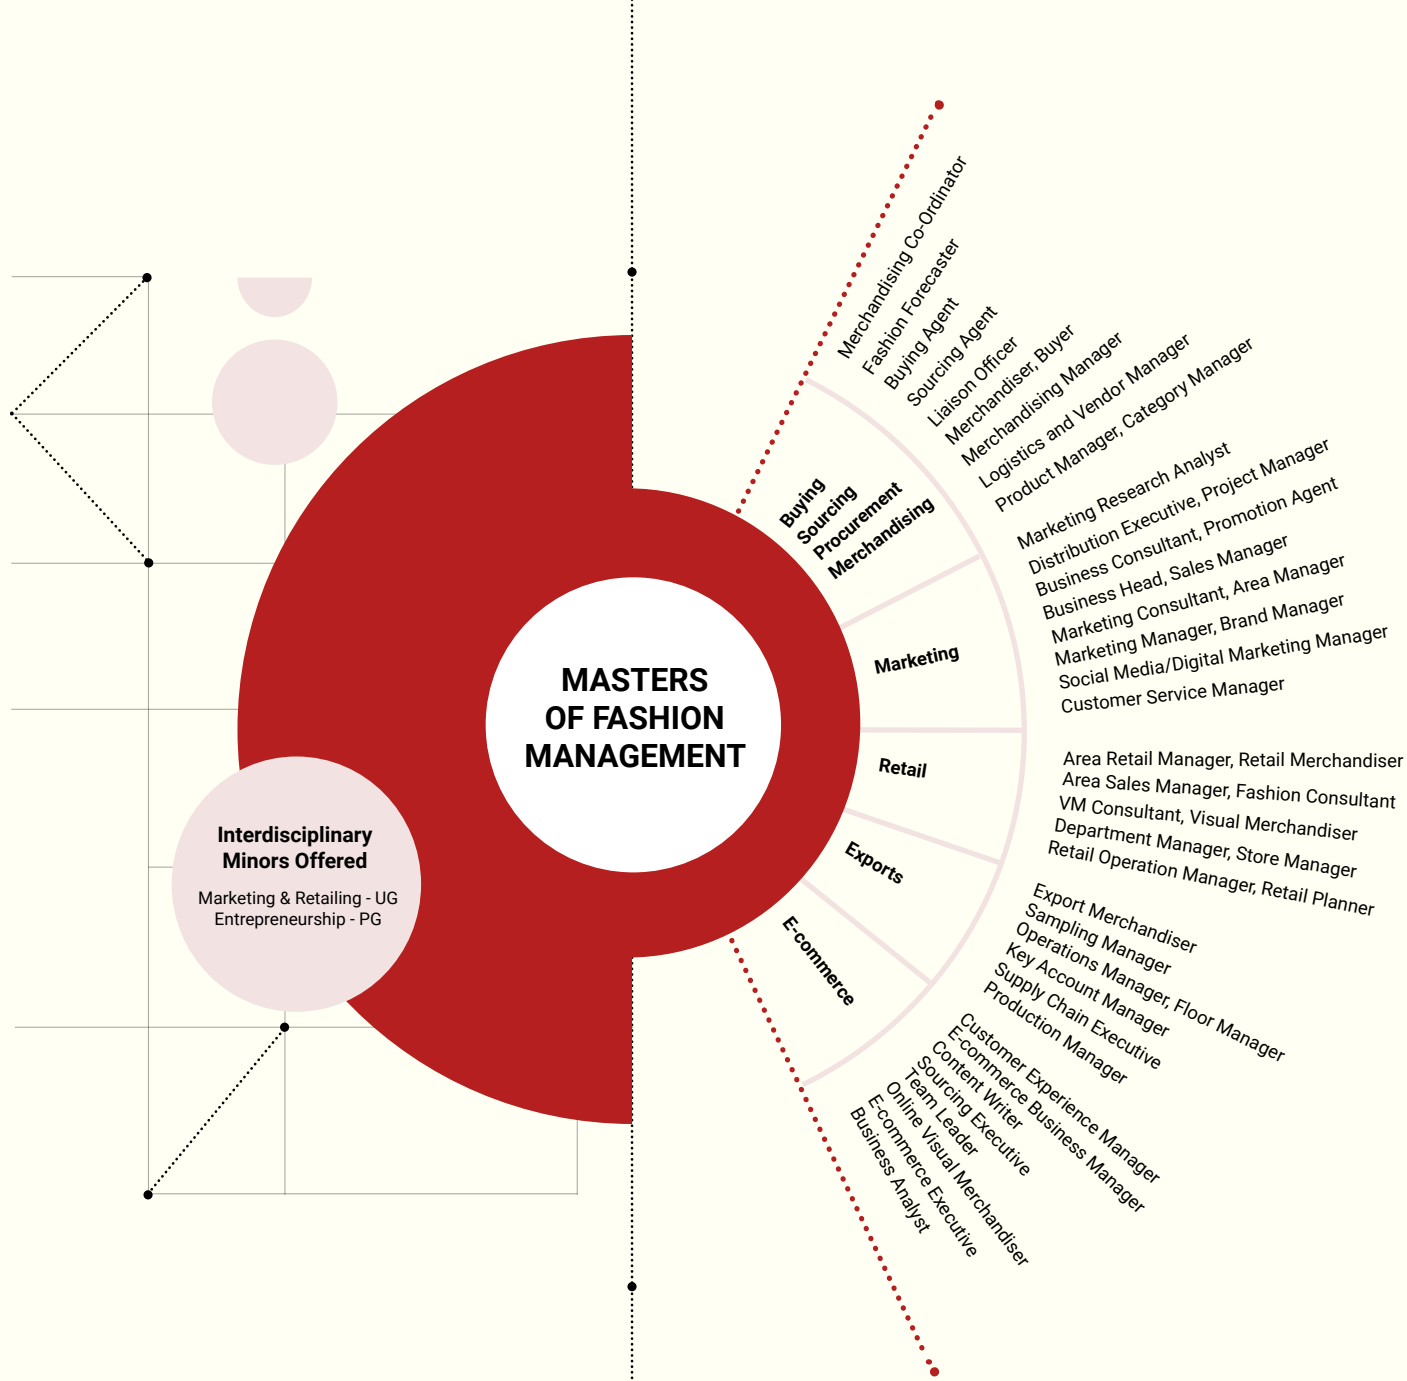 MASTERS
OF FASHION
MANAGEMENT
Interdisciplinary
Minors Offered
Marketing & Retailing - UG
Entrepreneurship - PG
Buying
Sourcing
Procurement
Merchandising
Merchandising Co-Ordinator
Fashion Forecaster
Buying Agent
Sourcing Agent
Liaison Officer
Merchandiser, Buyer
Merchandising Manager
Logistics and Vendor Manager
Product Manager, Category Manager
Marketing
Marketing Research Analyst
Distribution Executive, Project Manager
Business Consultant, Promotion Agent
Business Head, Sales Manager
Marketing Consultant, Area Manager
Marketing Manager, Brand Manager
Social Media/Digital Marketing Manager
Customer Service Manager
Retail
Area Retail Manager, Retail Merchandiser
Area Sales Manager, Fashion Consultant
VM Consultant, Visual Merchandiser
Department Manager, Store Manager
Retail Operation Manager, Retail Planner
Exports
Export Merchandiser
Sampling Manager
Operations Manager, Floor Manager
Key Account Manager
Supply Chain Executive
Production Manager
E-commerce
Customer Experience Manager
E-commerce Business Manager
Content Writer
Sourcing Executive
Team Leader
Online Visual Merchandiser
E-commerce Executive
Business Analyst